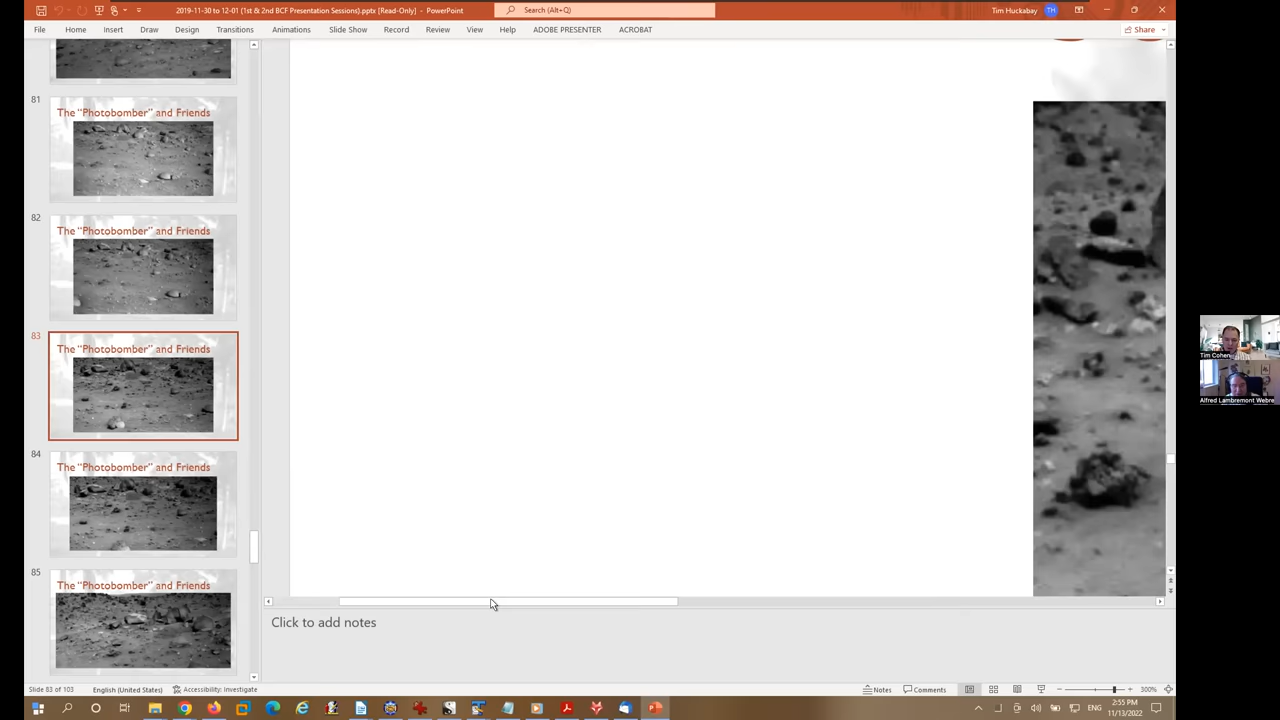 2019-11-30 to 12-01 {1st & 2nd BCF Presentation Sessions}.pptx [Read-Only] - PowerPoint
Search (Alt+Q)
Tim Huckabay
TH
File Home Insert Draw Design Transitions Animations Slide Show Record Review View Help ADOBE PRESENTER ACROBAT
Share
81
The "Photobomber" and Friends
82
The "Photobomber" and Friends
83
The "Photobomber" and Friends
84
The "Photobomber" and Friends
85
The "Photobomber" and Friends
Tim Cohen
Alfred Lambremont Webre
Click to add notes
Slide 83 of 103
English (United States)
Accessibility: Investigate
Notes
Comments
300%
ENG
2:55 PM
11/13/2022